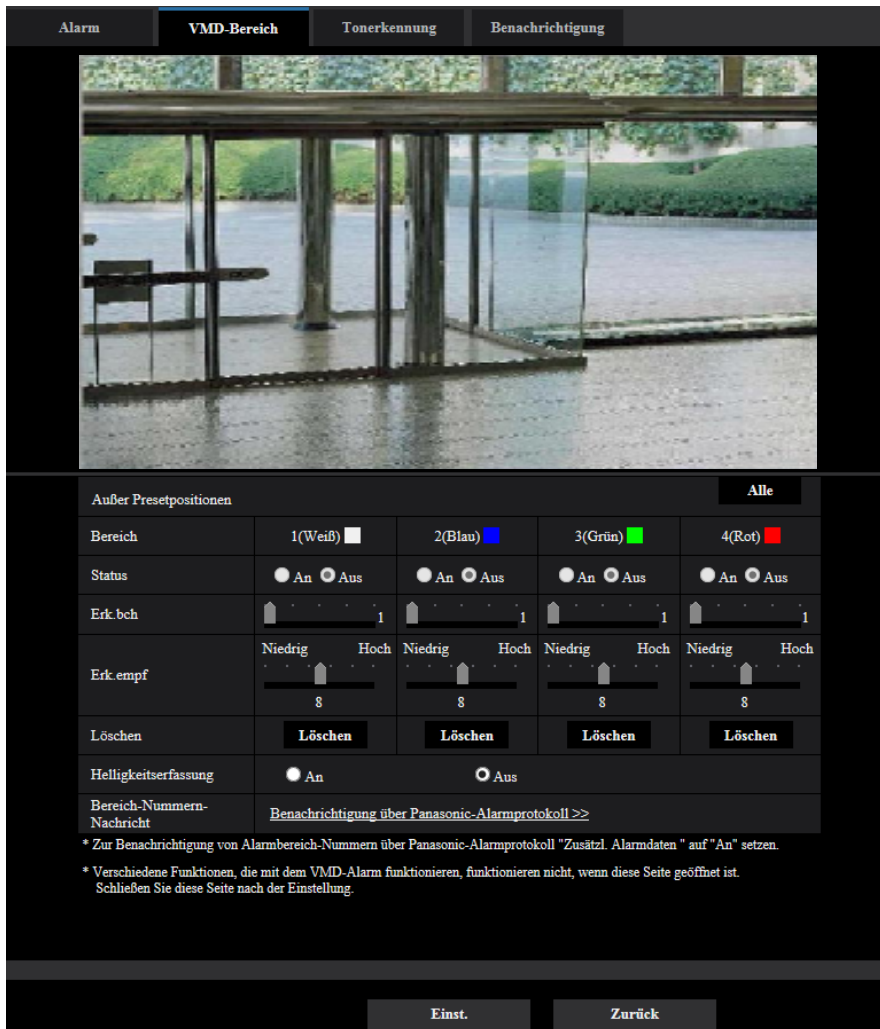 Alarm VMD-Bereich Tonerkennung Benachrichtigung
Außer Presetpositionen Alle
Bereich 1(Weiß) 2(Blau) 3(Grün) 4(Rot)
Status An Aus An Aus An Aus An Aus
Erk.bch 1 1 1 1
Niedrig Hoch Niedrig Hoch Niedrig Hoch Niedrig Hoch
Erk.empf
8 8 8 8
Löschen Löschen Löschen Löschen Löschen
Helligkeitserfassung An Aus
Bereich-Nummern-
Nachricht Benachrichtigung über Panasonic-Alarmprotokoll >>
* Zur Benachrichtigung von Alarmbereich-Nummern über Panasonic-Alarmprotokoll "Zusätzl. Alarmdaten " auf "An" setzen.
* Verschiedene Funktionen, die mit dem VMD-Alarm funktionieren, funktionieren nicht, wenn diese Seite geöffnet ist.
Schließen Sie diese Seite nach der Einstellung.
Einst. Zurück